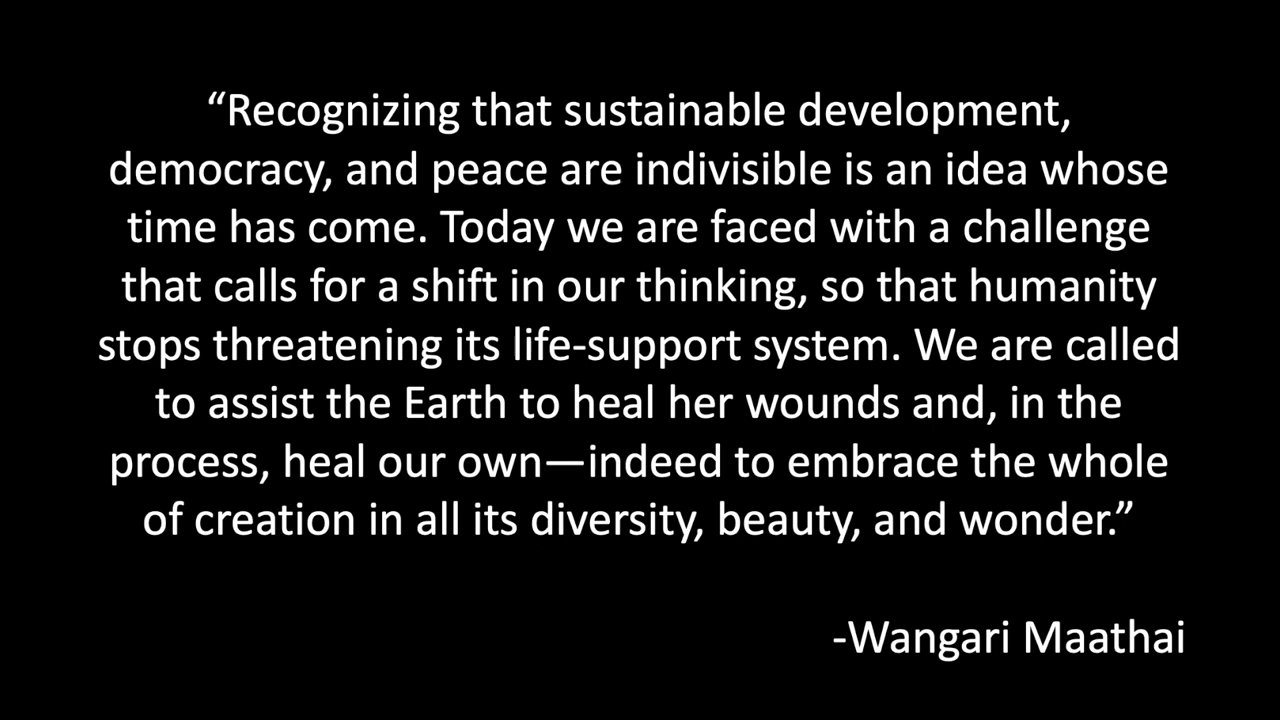 “Recognizing that sustainable development,
democracy, and peace are indivisible is an idea whose
time has come. Today we are faced with a challenge
that calls for a shift in our thinking, so that humanity
stops threatening its life-support system. We are called
to assist the Earth to heal her wounds and, in the
process, heal our own—indeed to embrace the whole
of creation in all its diversity, beauty, and wonder.”
-Wangari Maathai